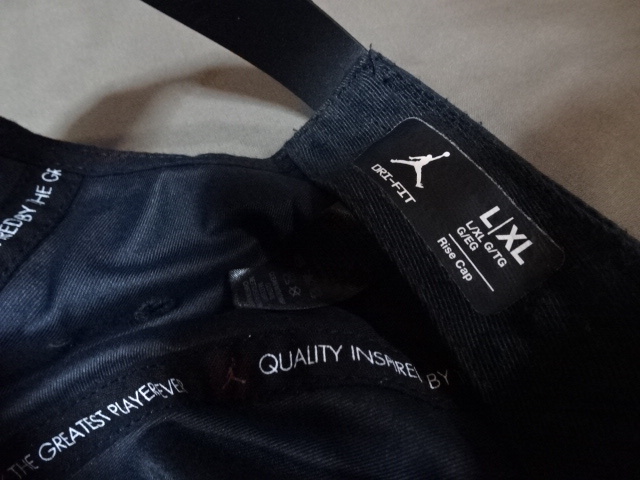 DRI-FIT
L/XL
L/XL G/TG
G/EG
Rise Cap
QUALITY INSPIRED BY
THE GREATEST PLAYER EVER